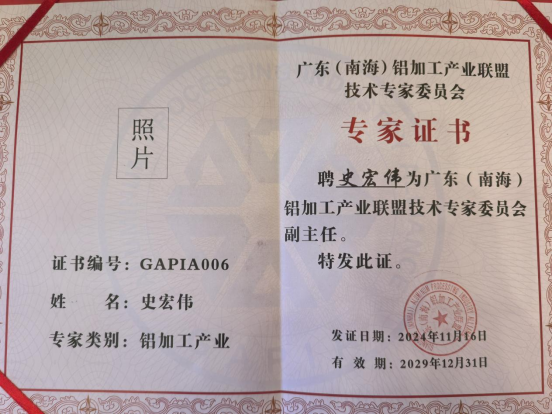 照
片
证书编号：GAPIA006
姓 名：史宏伟
专家类别：铝加工产业
广东（南海）铝加工产业联盟
技术专家委员会
专家证书
聘 史宏伟 为广东（南海）
铝加工产业联盟技术专家委员会
副主任。
特发此证。
发证日期：2024年11月16日
有 效 期：2029年12月31日